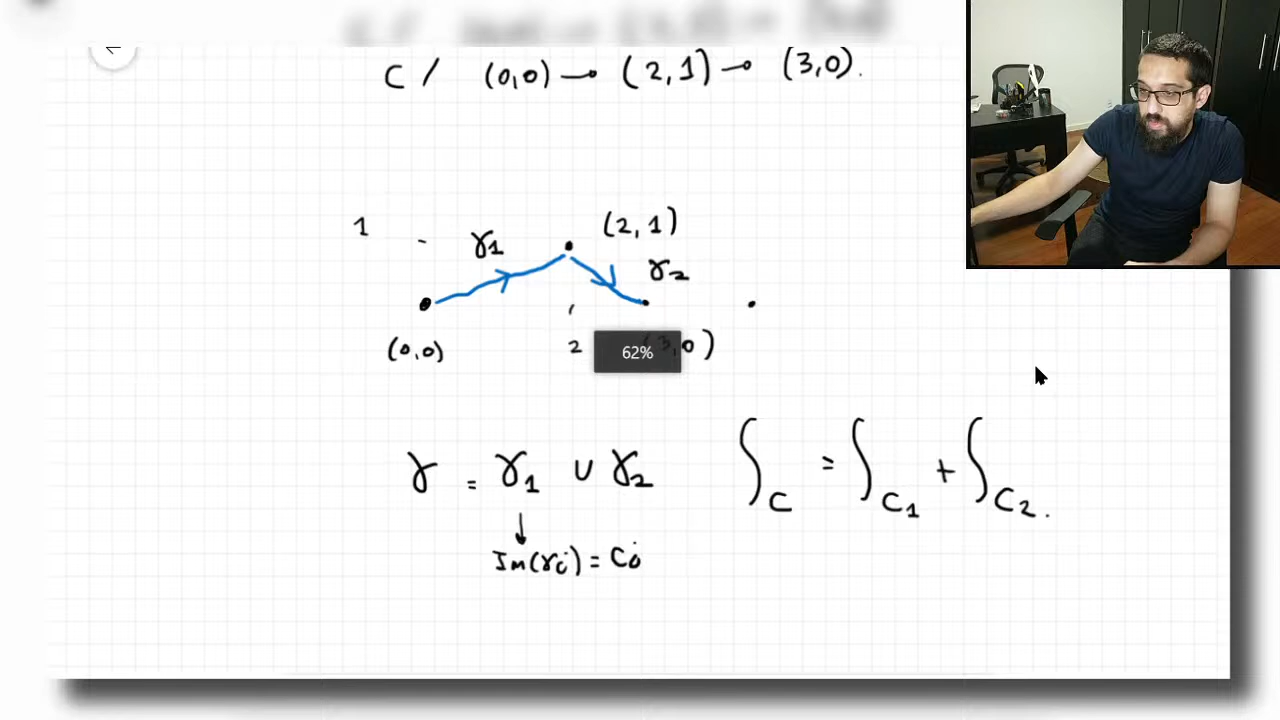 C / (0,0) → (2,1) → (3,0).
1 - γ1 (2,1)
γ2
(0,0) 2 (3,0)
62%
γ = γ1 ∪ γ2 ∫C = ∫C1 + ∫C2.
↓
Im(γi) = Ci